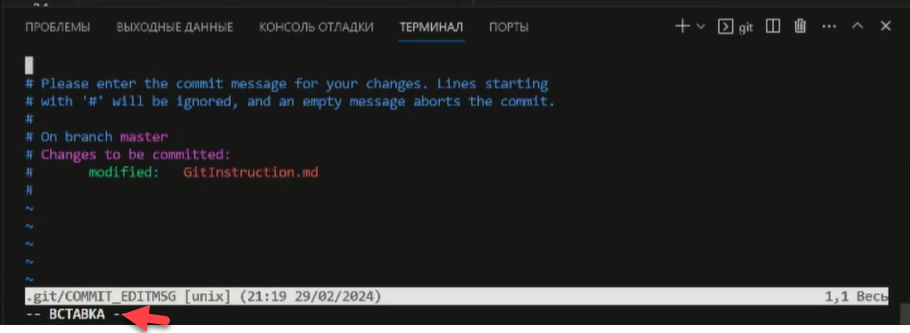 ПРОБЛЕМЫ ВЫХОДНЫЕ ДАННЫЕ КОНСОЛЬ ОТЛАДКИ ТЕРМИНАЛ ПОРТЫ git
# Please enter the commit message for your changes. Lines starting
# with '#' will be ignored, and an empty message aborts the commit.
#
# On branch master
# Changes to be committed:
#       modified:   GitInstruction.md
#
~
~
~
~
~
.git/COMMIT_EDITMSG [unix] (21:19 29/02/2024) 1,1 Весь
-- ВСТАВКА -